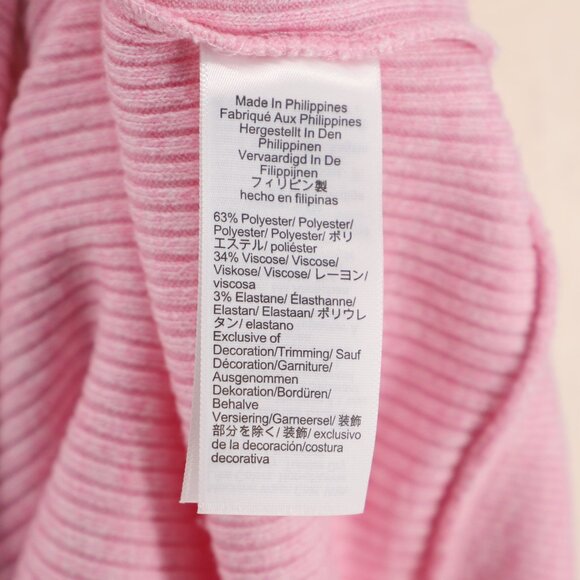 Made In Philippines
Fabriqué Aux Philippines
Hergestellt In Den
Philippinen
Vervaardigd In De
Filippijnen
フィリピン製
hecho en filipinas
63% Polyester/ Polyester/
Polyester/ Polyester/ ポリ
エステル/ poliéster
34% Viscose/ Viscose/
Viskose/ Viscose/ レーヨン/
viscosa
3% Elastane/ Élasthanne/
Elastan/ Elastaan/ ポリウレ
タン/ elastano
Exclusive of
Decoration/Trimming/ Sauf
Décoration/Garniture/
Ausgenommen
Dekoration/Bordüren/
Behalve
Versiering/Garneersel/ 装飾
部分を除く/ 装飾/ exclusivo
de la decoración/costura
decorativa